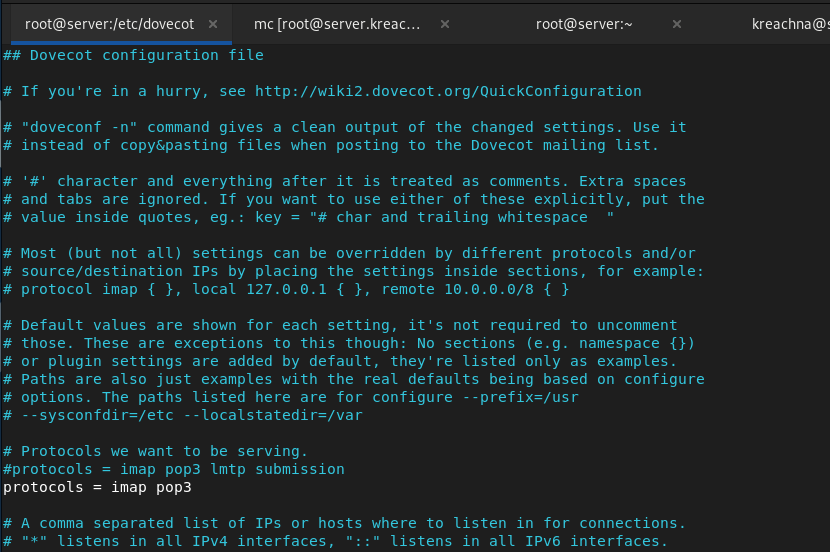 root@server:/etc/dovecot × mc [root@server.kreac... × root@server:~ × kreachna@s
## Dovecot configuration file
# If you're in a hurry, see http://wiki2.dovecot.org/QuickConfiguration
# "doveconf -n" command gives a clean output of the changed settings. Use it
# instead of copy&pasting files when posting to the Dovecot mailing list.
# '#' character and everything after it is treated as comments. Extra spaces
# and tabs are ignored. If you want to use either of these explicitly, put the
# value inside quotes, eg.: key = "# char and trailing whitespace  "
# Most (but not all) settings can be overridden by different protocols and/or
# source/destination IPs by placing the settings inside sections, for example:
# protocol imap { }, local 127.0.0.1 { }, remote 10.0.0.0/8 { }
# Default values are shown for each setting, it's not required to uncomment
# those. These are exceptions to this though: No sections (e.g. namespace {})
# or plugin settings are added by default, they're listed only as examples.
# Paths are also just examples with the real defaults being based on configure
# options. The paths listed here are for configure --prefix=/usr
# --sysconfdir=/etc --localstatedir=/var
# Protocols we want to be serving.
#protocols = imap pop3 lmtp submission
protocols = imap pop3
# A comma separated list of IPs or hosts where to listen in for connections.
# "*" listens in all IPv4 interfaces, "::" listens in all IPv6 interfaces.